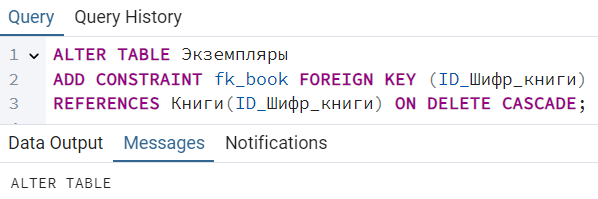 Query Query History
1 ALTER TABLE Экземпляры
2 ADD CONSTRAINT fk_book FOREIGN KEY (ID_Шифр_книги)
3 REFERENCES Книги(ID_Шифр_книги) ON DELETE CASCADE;
Data Output Messages Notifications
ALTER TABLE